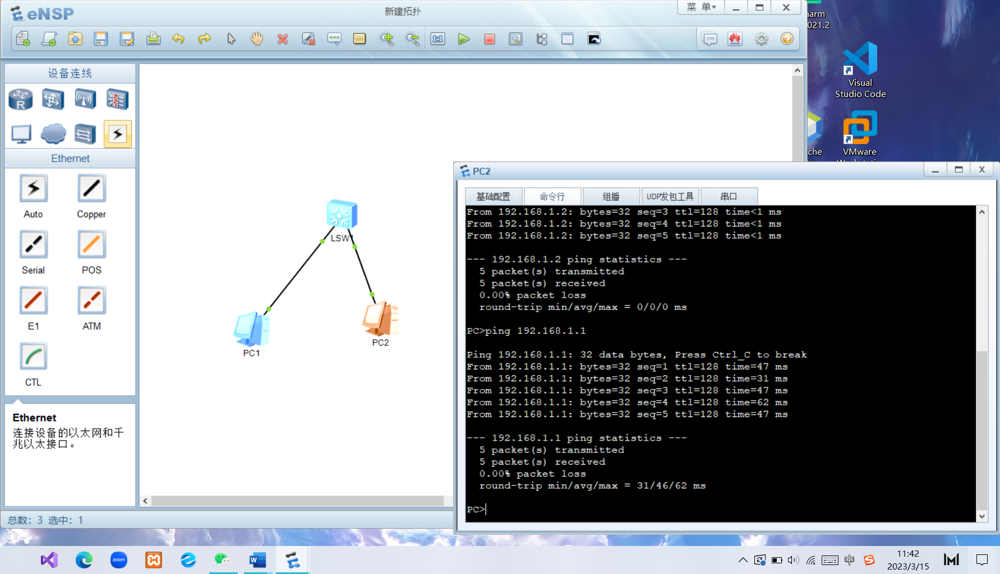 eNSP
新建拓扑
菜 单
设备连线
Ethernet
Auto
Copper
Serial
POS
E1
ATM
CTL
Ethernet
连接设备的以太网和千
兆以太接口。
总数: 3 选中: 1
LSW1
PC1
PC2
arm
021.2
Visual
Studio Code
che
VMware
PC2
基础配置
命令行
组播
UDP发包工具
串口
From 192.168.1.2: bytes=32 seq=3 ttl=128 time<1 ms
From 192.168.1.2: bytes=32 seq=4 ttl=128 time<1 ms
From 192.168.1.2: bytes=32 seq=5 ttl=128 time<1 ms
--- 192.168.1.2 ping statistics ---
5 packet(s) transmitted
5 packet(s) received
0.00% packet loss
round-trip min/avg/max = 0/0/0 ms
PC>ping 192.168.1.1
Ping 192.168.1.1: 32 data bytes, Press Ctrl_C to break
From 192.168.1.1: bytes=32 seq=1 ttl=128 time=47 ms
From 192.168.1.1: bytes=32 seq=2 ttl=128 time=31 ms
From 192.168.1.1: bytes=32 seq=3 ttl=128 time=47 ms
From 192.168.1.1: bytes=32 seq=4 ttl=128 time=62 ms
From 192.168.1.1: bytes=32 seq=5 ttl=128 time=47 ms
--- 192.168.1.1 ping statistics ---
5 packet(s) transmitted
5 packet(s) received
0.00% packet loss
round-trip min/avg/max = 31/46/62 ms
PC>
zoom
中
11:42
2023/3/15